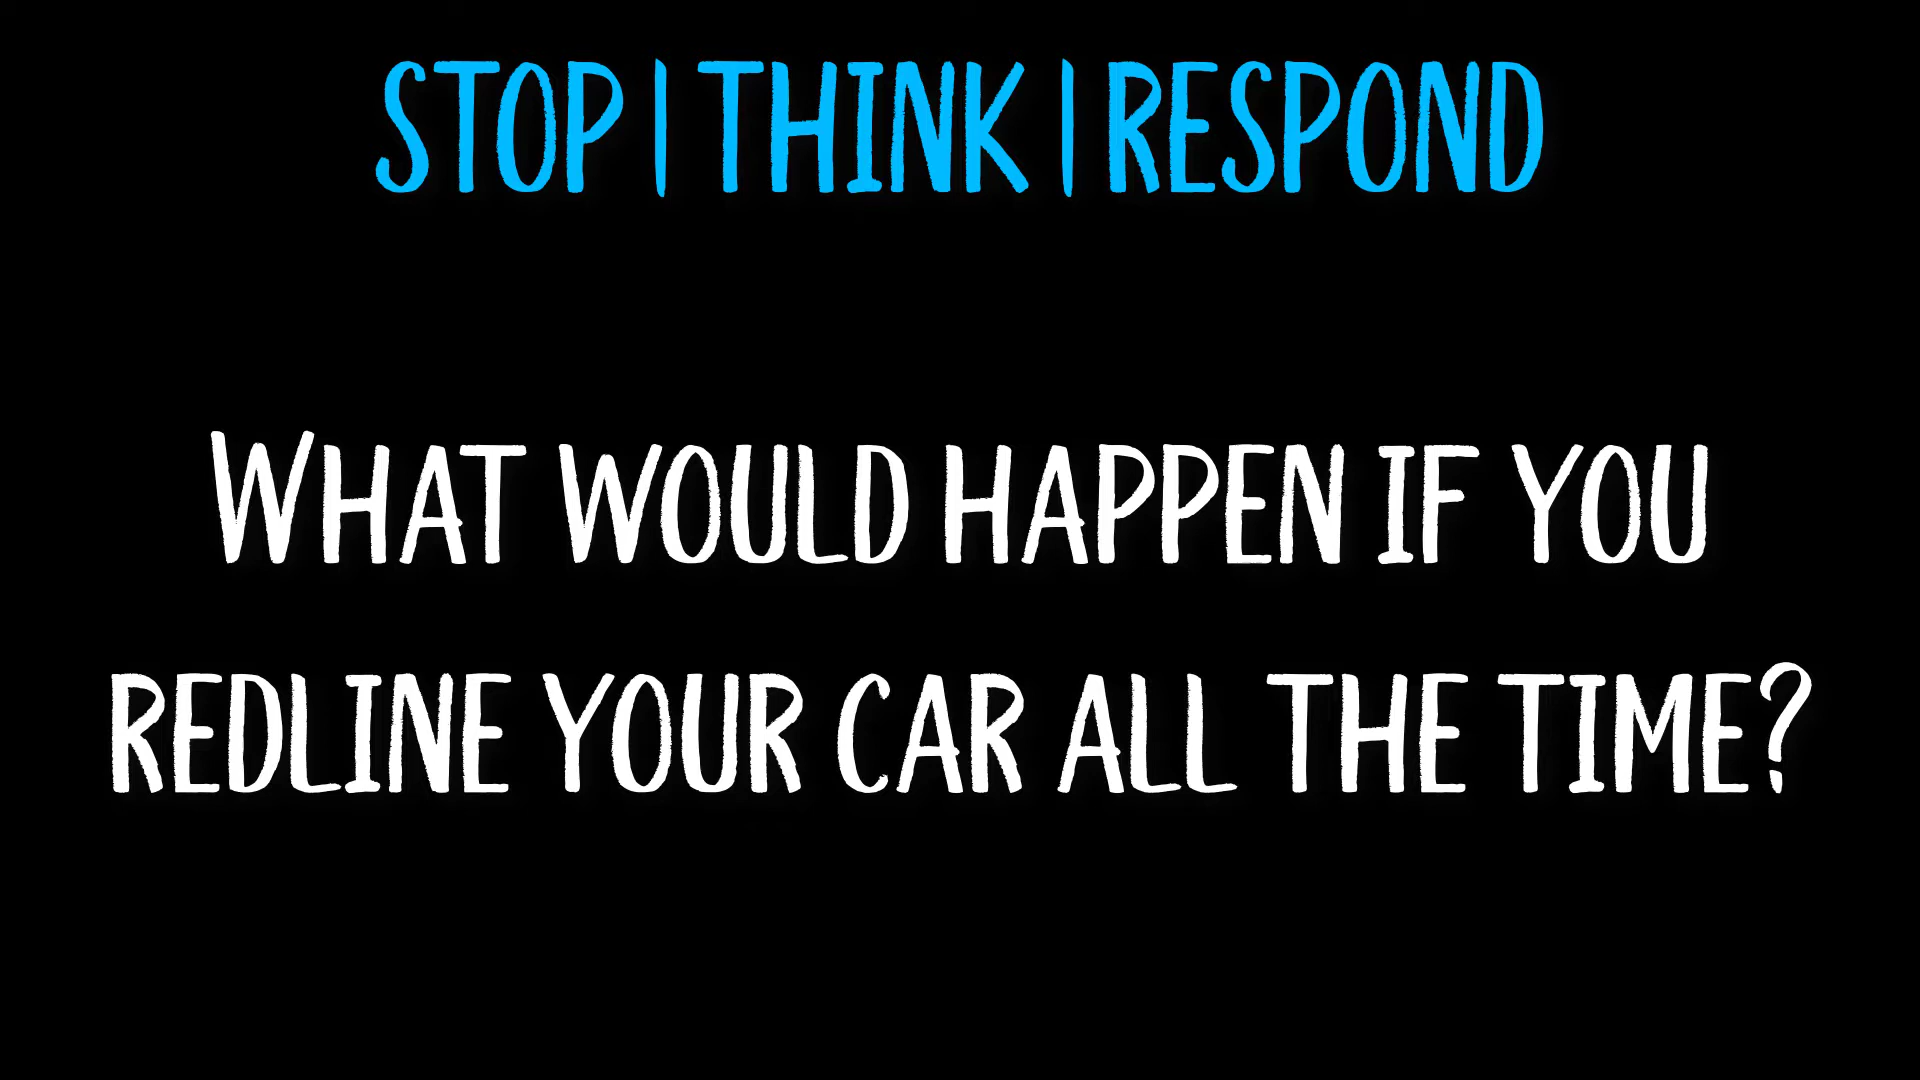 STOP | THINK | RESPOND
WHAT WOULD HAPPEN IF YOU
REDLINE YOUR CAR ALL THE TIME?